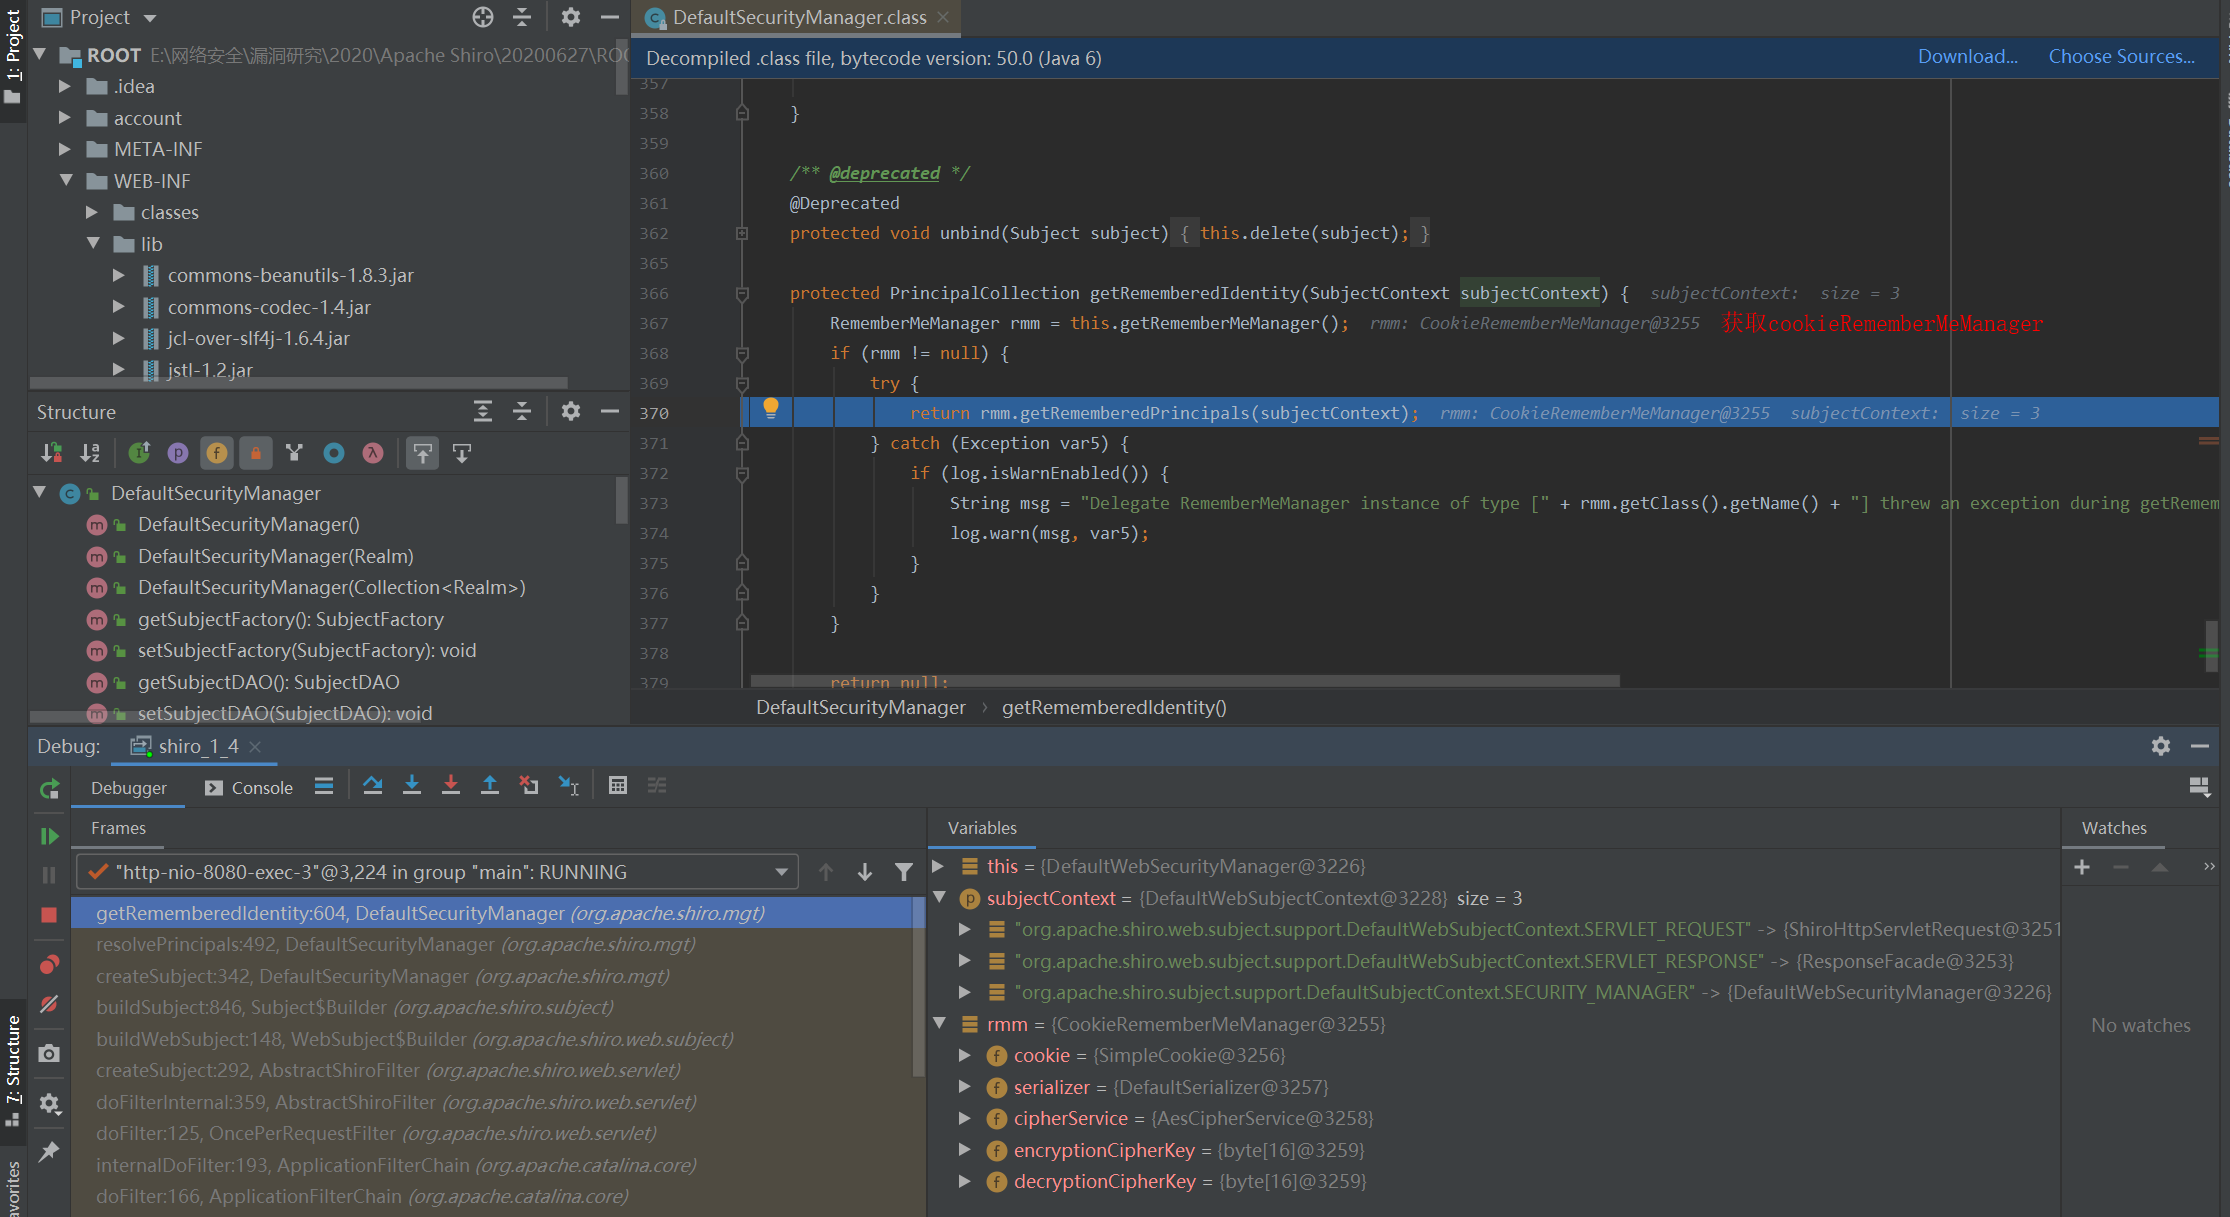 1: Project
Project
ROOT E:\网络安全\漏洞研究\2020\Apache Shiro\20200627\ROO
.idea
account
META-INF
WEB-INF
classes
lib
commons-beanutils-1.8.3.jar
commons-codec-1.4.jar
jcl-over-slf4j-1.6.4.jar
jstl-1.2.jar
Structure
DefaultSecurityManager
DefaultSecurityManager()
DefaultSecurityManager(Realm)
DefaultSecurityManager(Collection<Realm>)
getSubjectFactory(): SubjectFactory
setSubjectFactory(SubjectFactory): void
getSubjectDAO(): SubjectDAO
setSubjectDAO(SubjectDAO): void
DefaultSecurityManager.class
Decompiled .class file, bytecode version: 50.0 (Java 6) Download... Choose Sources...
357
358 }
359
360 /** @deprecated */
361 @Deprecated
362 protected void unbind(Subject subject) { this.delete(subject); }
365
366 protected PrincipalCollection getRememberedIdentity(SubjectContext subjectContext) { subjectContext: size = 3
367 RememberMeManager rmm = this.getRememberMeManager(); rmm: CookieRememberMeManager@3255 获取cookieRememberMeManager
368 if (rmm != null) {
369 try {
370 return rmm.getRememberedPrincipals(subjectContext); rmm: CookieRememberMeManager@3255 subjectContext: size = 3
371 } catch (Exception var5) {
372 if (log.isWarnEnabled()) {
373 String msg = "Delegate RememberMeManager instance of type [" + rmm.getClass().getName() + "] threw an exception during getRemem
374 log.warn(msg, var5);
375 }
376 }
377 }
378
379 return null;
DefaultSecurityManager › getRememberedIdentity()
Debug: shiro_1_4
Debugger Console
Frames
"http-nio-8080-exec-3"@3,224 in group "main": RUNNING
getRememberedIdentity:604, DefaultSecurityManager (org.apache.shiro.mgt)
resolvePrincipals:492, DefaultSecurityManager (org.apache.shiro.mgt)
createSubject:342, DefaultSecurityManager (org.apache.shiro.mgt)
buildSubject:846, Subject$Builder (org.apache.shiro.subject)
buildWebSubject:148, WebSubject$Builder (org.apache.shiro.web.subject)
createSubject:292, AbstractShiroFilter (org.apache.shiro.web.servlet)
doFilterInternal:359, AbstractShiroFilter (org.apache.shiro.web.servlet)
doFilter:125, OncePerRequestFilter (org.apache.shiro.web.servlet)
internalDoFilter:193, ApplicationFilterChain (org.apache.catalina.core)
doFilter:166, ApplicationFilterChain (org.apache.catalina.core)
Variables
this = {DefaultWebSecurityManager@3226}
subjectContext = {DefaultWebSubjectContext@3228} size = 3
"org.apache.shiro.web.subject.support.DefaultWebSubjectContext.SERVLET_REQUEST" -> {ShiroHttpServletRequest@3251
"org.apache.shiro.web.subject.support.DefaultWebSubjectContext.SERVLET_RESPONSE" -> {ResponseFacade@3253}
"org.apache.shiro.subject.support.DefaultSubjectContext.SECURITY_MANAGER" -> {DefaultWebSecurityManager@3226}
rmm = {CookieRememberMeManager@3255}
cookie = {SimpleCookie@3256}
serializer = {DefaultSerializer@3257}
cipherService = {AesCipherService@3258}
encryptionCipherKey = {byte[16]@3259}
decryptionCipherKey = {byte[16]@3259}
Watches
No watches
7: Structure
avorites